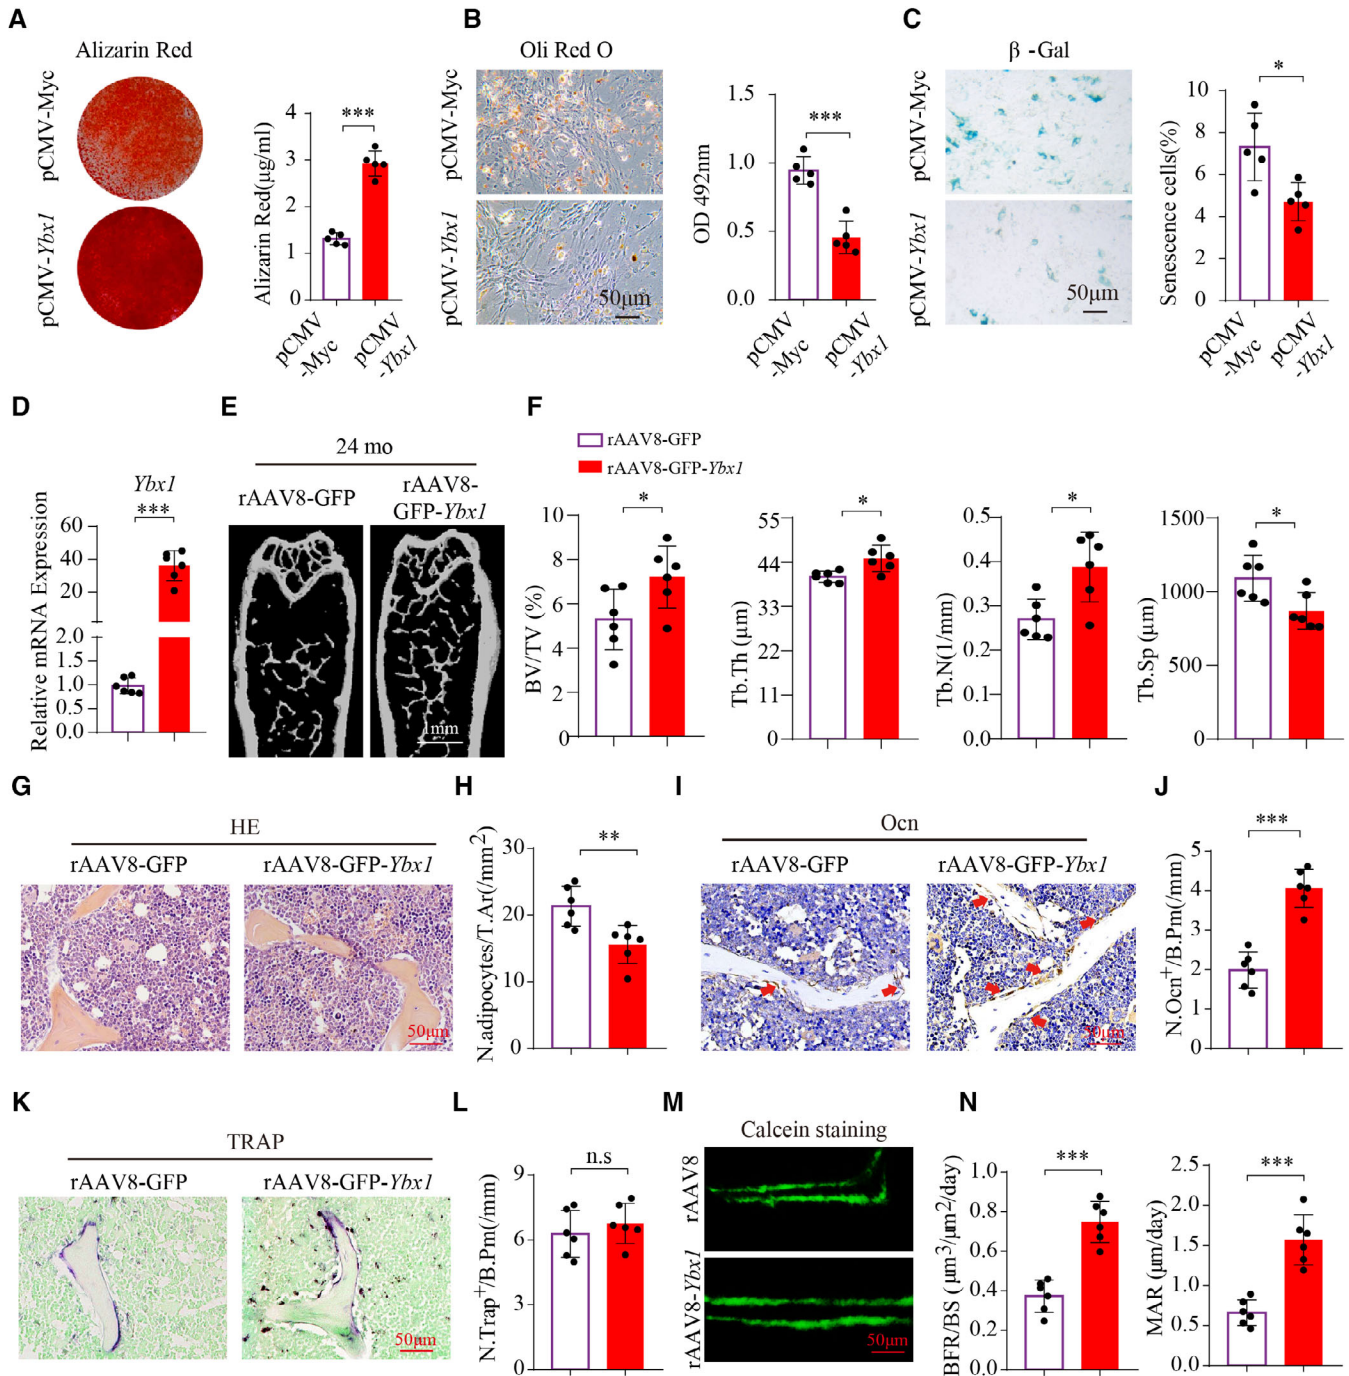 A
Alizarin Red
pCMV-Myc
pCMV-Ybx1
Alizarin Red(μg/ml)
4
3
2
1
0
***
pCMV
-Myc
pCMV
-Ybx1
B
Oli Red O
pCMV-Myc
pCMV-Ybx1
50μm
OD 492nm
1.5
1.0
0.5
0.0
***
pCMV
-Myc
pCMV
-Ybx1
C
β -Gal
pCMV-Myc
pCMV-Ybx1
50μm
Senescence cells(%)
10
8
6
4
2
0
*
pCMV
-Myc
pCMV
-Ybx1
D
Ybx1
***
Relative mRNA Expression
60
40
20
2.0
1.5
1.0
0.5
0.0
E
24 mo
rAAV8-GFP
rAAV8-
GFP-Ybx1
1mm
F
rAAV8-GFP
rAAV8-GFP-Ybx1
BV/TV (%)
10
8
6
4
2
0
*
Tb.Th (μm)
55
44
33
22
11
0
*
Tb.N(1/mm)
0.5
0.4
0.3
0.2
0.1
0.0
*
Tb.Sp (μm)
1500
1000
500
0
*
G
HE
rAAV8-GFP
rAAV8-GFP-Ybx1
50μm
H
N.adipocytes/T.Ar(/mm2)
30
20
10
0
**
I
Ocn
rAAV8-GFP
rAAV8-GFP-Ybx1
50μm
J
N.Ocn+/B.Pm(/mm)
5
4
3
2
1
0
***
K
TRAP
rAAV8-GFP
rAAV8-GFP-Ybx1
50μm
L
N.Trap+/B.Pm(/mm)
9
6
3
0
n.s
M
Calcein staining
rAAV8
rAAV8-Ybx1
50μm
N
BFR/BS (μm3/μm2/day)
1.0
0.8
0.6
0.4
0.2
0.0
***
MAR (μm/day)
2.5
2.0
1.5
1.0
0.5
0.0
***